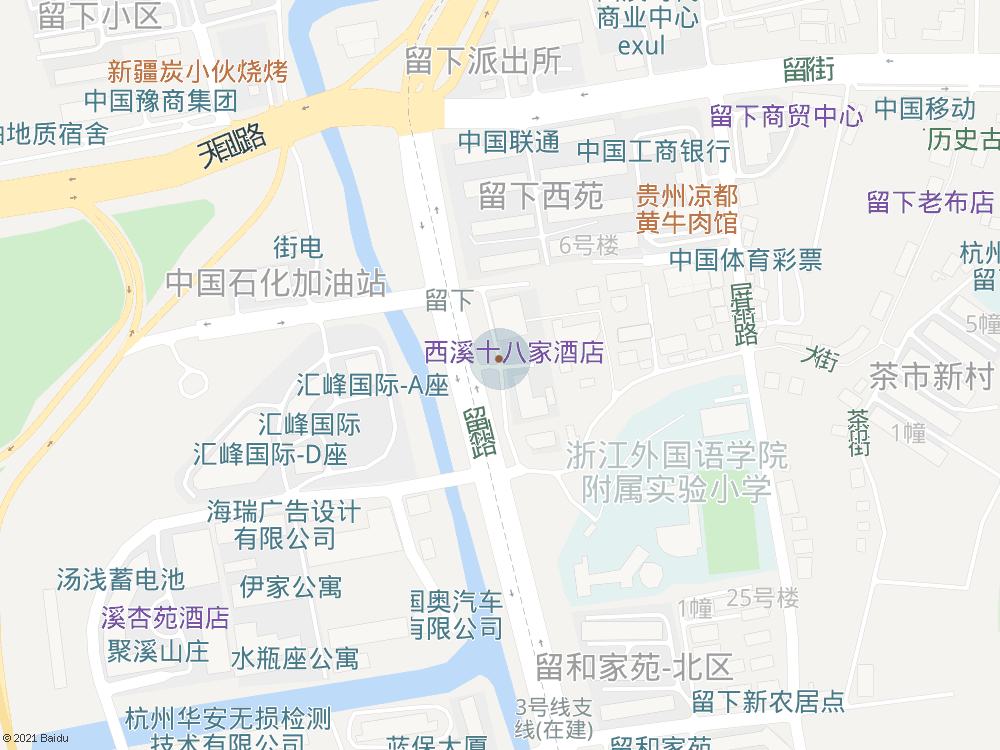 留下小区
商业中心
exul
留下派出所
留街
新疆炭小伙烧烤
中国豫商集团
中国移动
留下商贸中心
地质宿舍
天目山路
中国联通
中国工商银行
历史古
留下西苑
贵州凉都
黄牛肉馆
留下老布店
6号楼
街电
中国体育彩票
杭州
留下
中国石化加油站
留下
屏基路
5幢
西溪十八家酒店
大街
茶市新村
汇峰国际-A座
汇峰国际
茶市街
1幢
留和路
汇峰国际-D座
浙江外国语学院
附属实验小学
海瑞广告设计
有限公司
汤浅蓄电池
伊家公寓
国奥汽车
有限公司
25号楼
1幢
溪杏苑酒店
聚溪山庄
水瓶座公寓
留和家苑-北区
3号线支
线(在建)
留下新农居点
杭州华安无损检测
技术有限公司
蓝保大厦
留和家苑
© 2021 Baidu